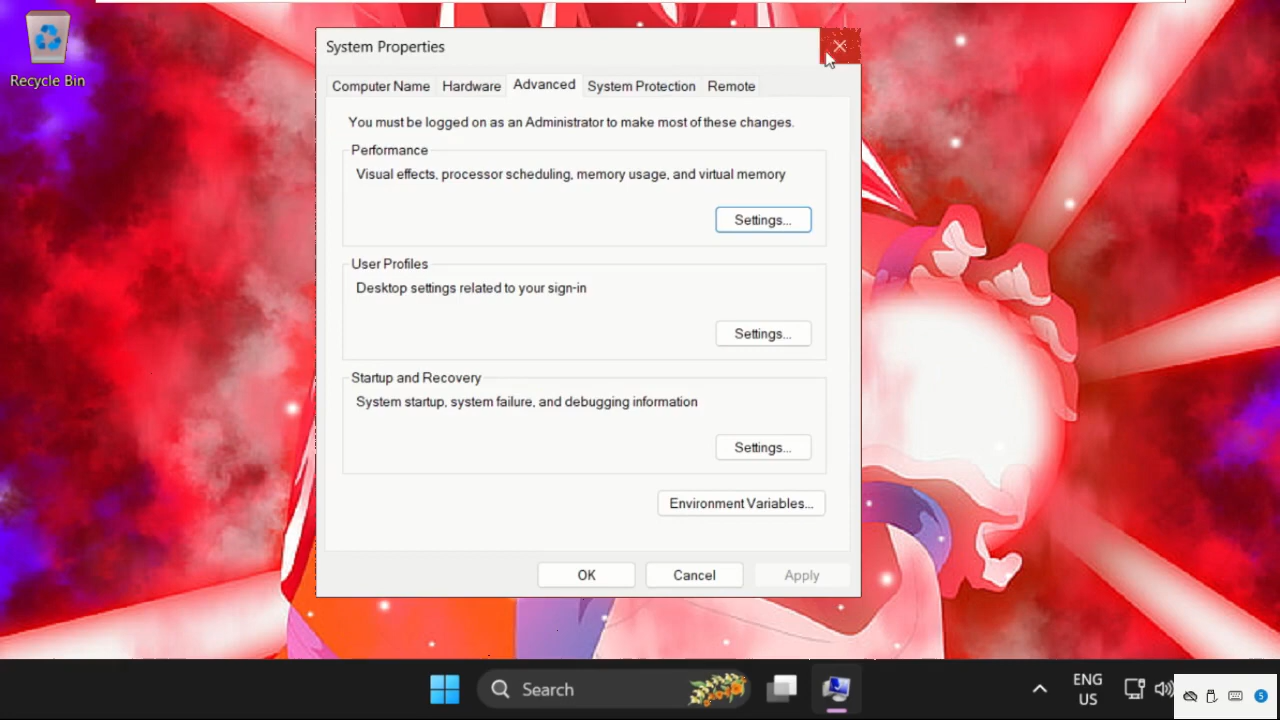 System Properties
Recycle Bin
Computer Name Hardware Advanced System Protection Remote
You must be logged on as an Administrator to make most of these changes.
Performance
Visual effects, processor scheduling, memory usage, and virtual memory
Settings...
User Profiles
Desktop settings related to your sign-in
Settings...
Startup and Recovery
System startup, system failure, and debugging information
Settings...
Environment Variables...
OK Cancel Apply
Search
ENG
US
5